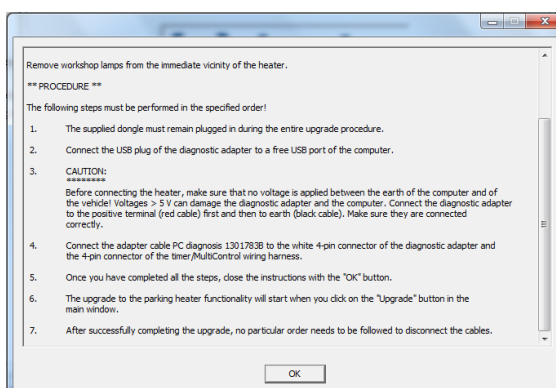 Remove workshop lamps from the immediate vicinity of the heater.
** PROCEDURE **
The following steps must be performed in the specified order!
1. The supplied dongle must remain plugged in during the entire upgrade procedure.
2. Connect the USB plug of the diagnostic adapter to a free USB port of the computer.
3. CAUTION:
********
Before connecting the heater, make sure that no voltage is applied between the earth of the computer and of
the vehicle! Voltages > 5 V can damage the diagnostic adapter and the computer. Connect the diagnostic adapter
to the positive terminal (red cable) first and then to earth (black cable). Make sure they are connected
correctly.
4. Connect the adapter cable PC diagnosis 1301783B to the white 4-pin connector of the diagnostic adapter and
the 4-pin connector of the timer/MultiControl wiring harness.
5. Once you have completed all the steps, close the instructions with the "OK" button.
6. The upgrade to the parking heater functionality will start when you click on the "Upgrade" button in the
main window.
7. After successfully completing the upgrade, no particular order needs to be followed to disconnect the cables.
OK